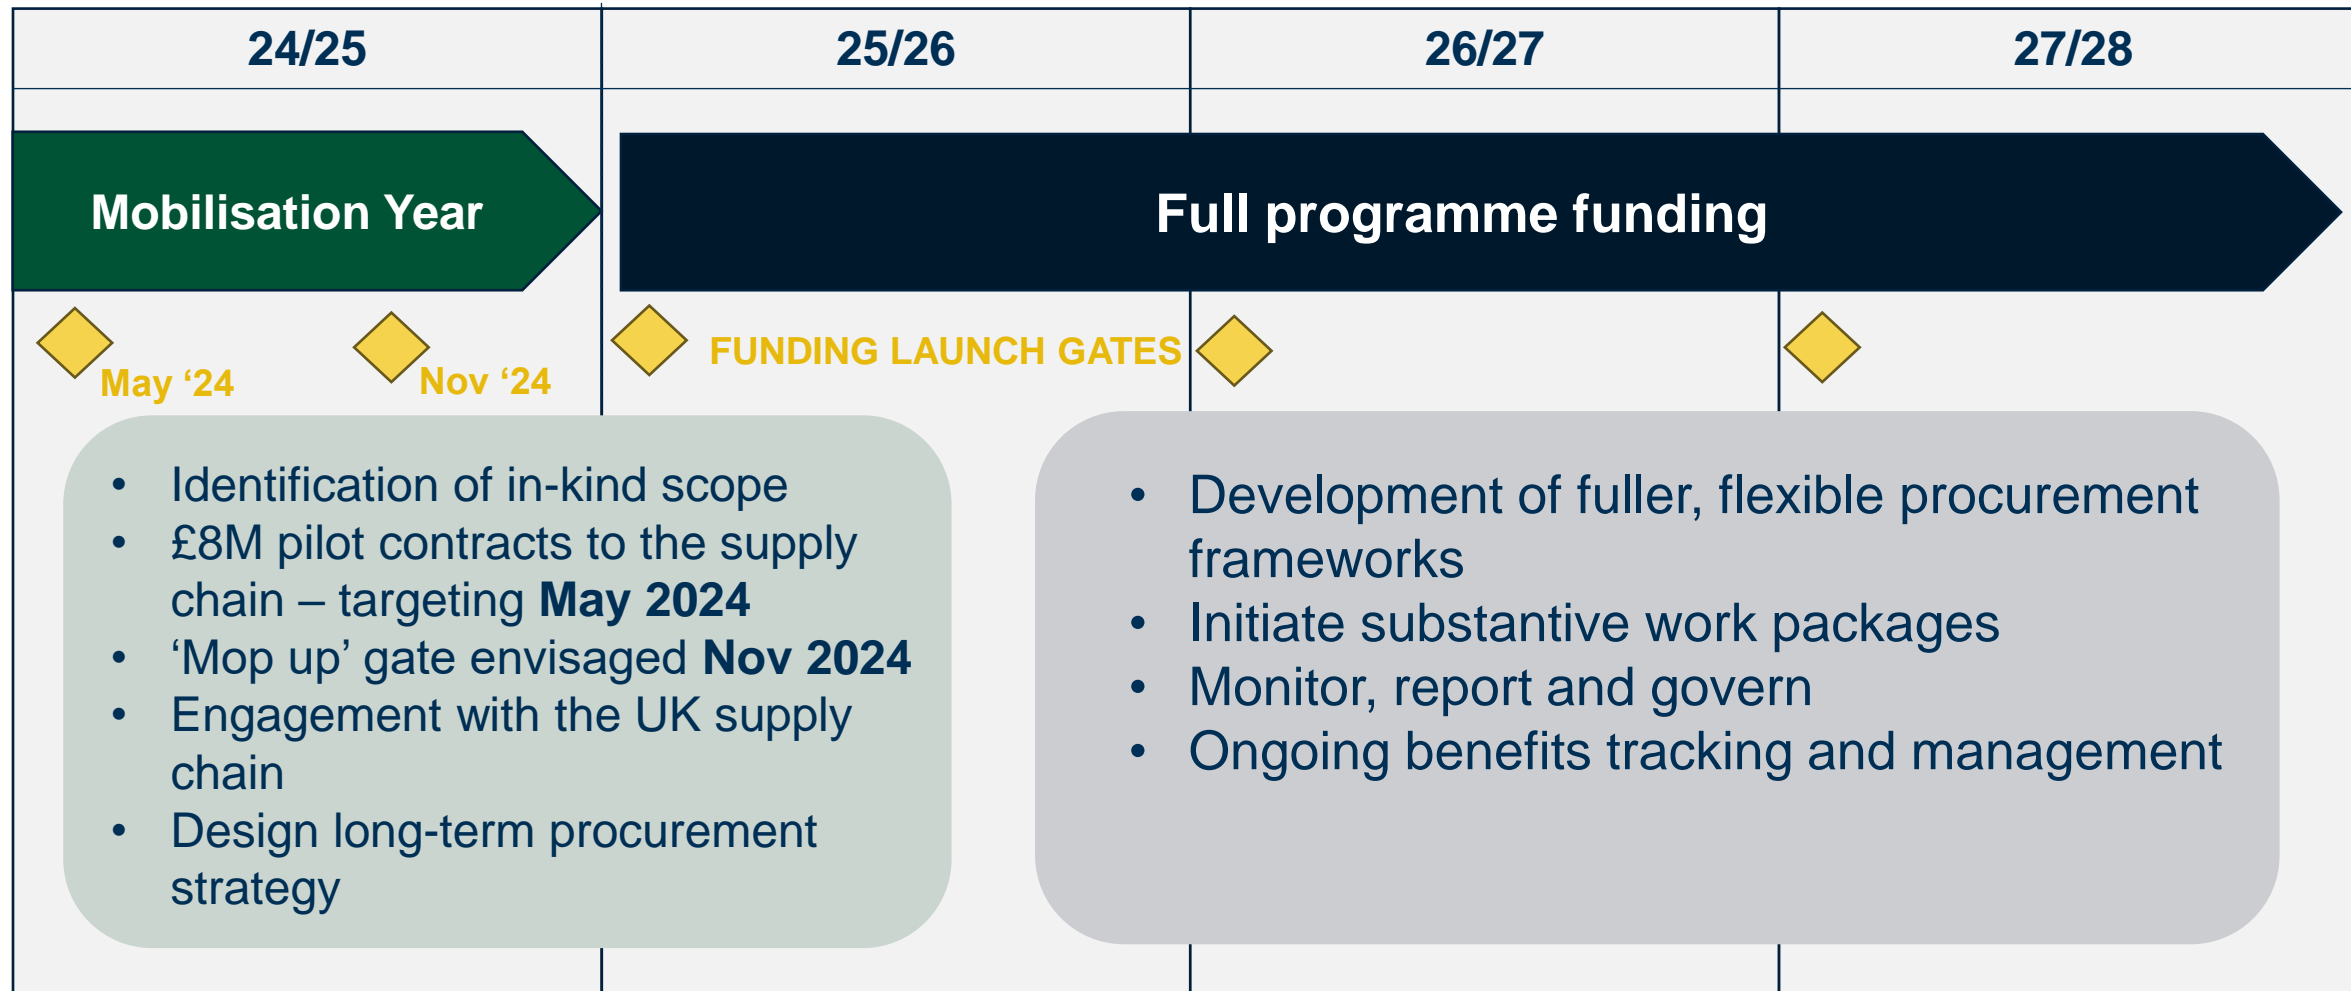 24/25
25/26
26/27
27/28
Mobilisation Year
Full programme funding
May ‘24
Nov ‘24
FUNDING LAUNCH GATES
• Identification of in-kind scope
• £8M pilot contracts to the supply
chain – targeting May 2024
• ‘Mop up’ gate envisaged Nov 2024
• Engagement with the UK supply
chain
• Design long-term procurement
strategy
• Development of fuller, flexible procurement
frameworks
• Initiate substantive work packages
• Monitor, report and govern
• Ongoing benefits tracking and management